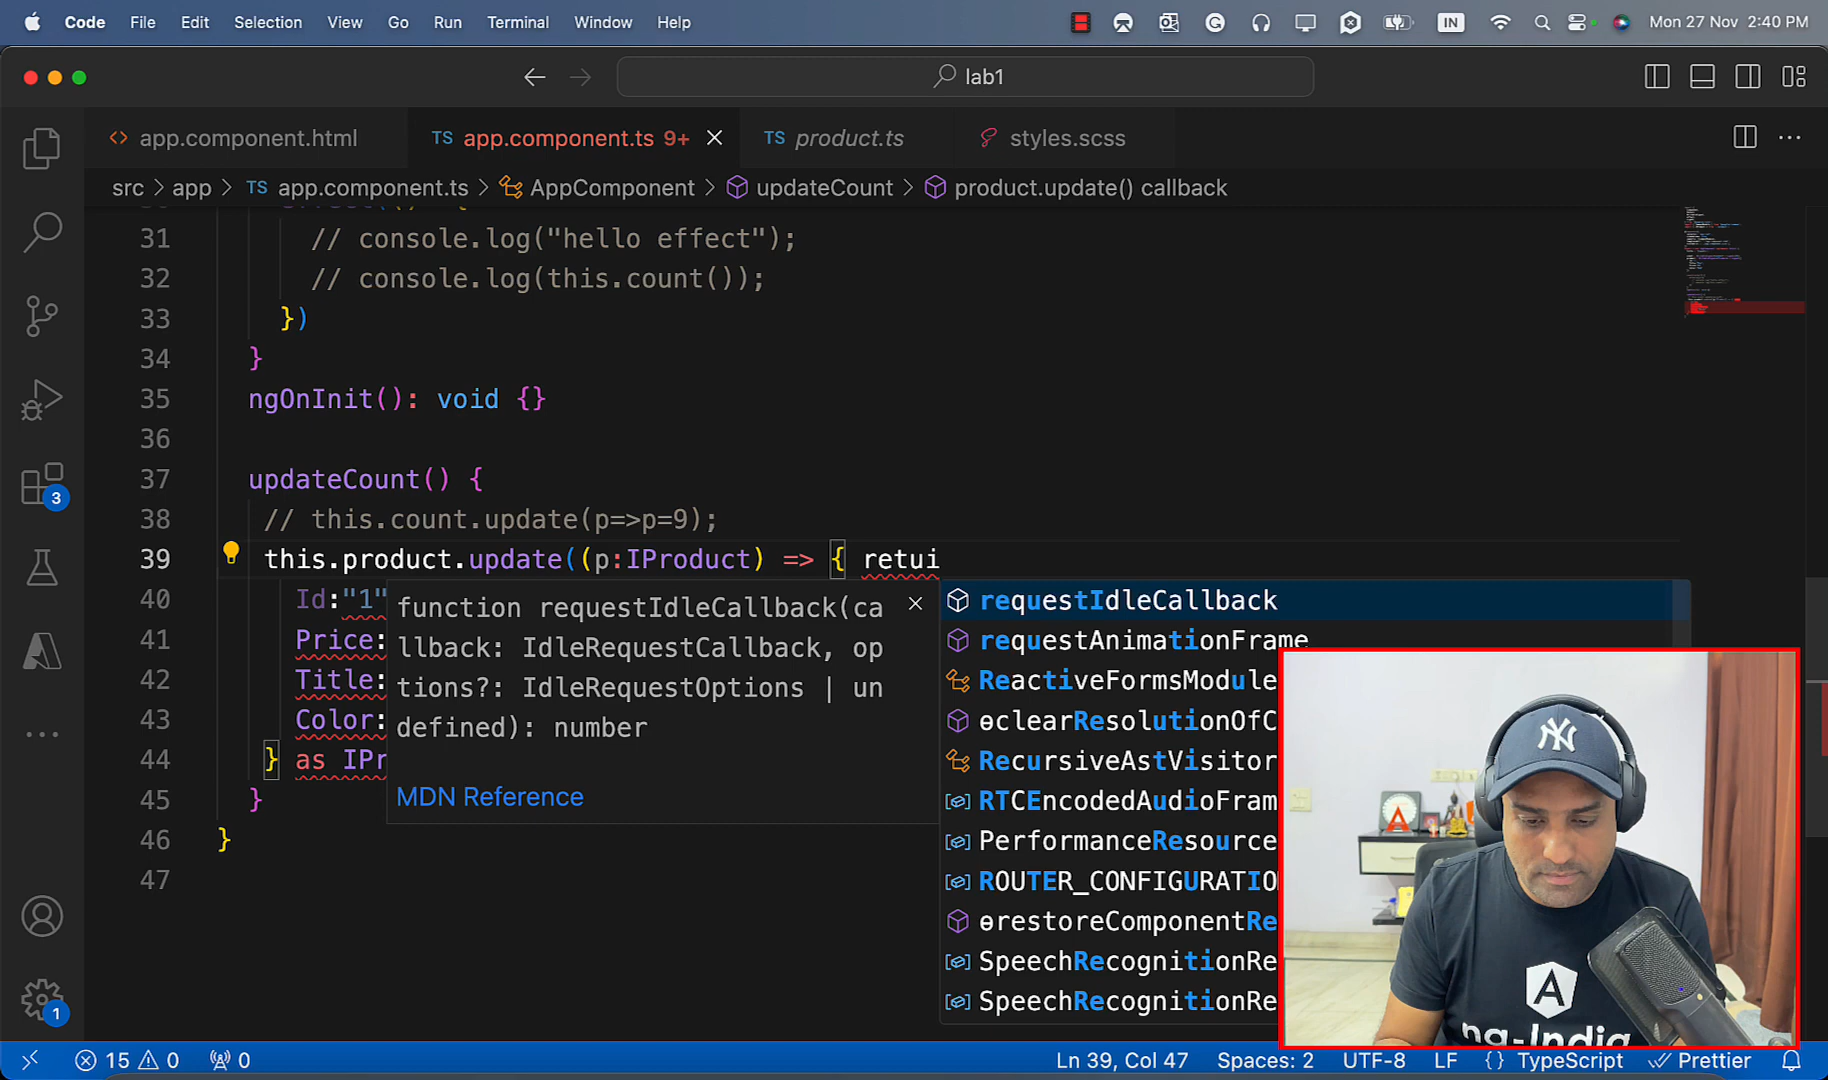 Code File Edit Selection View Go Run Terminal Window Help IN Mon 27 Nov 2:40 PM
lab1
app.component.html TS app.component.ts 9+ TS product.ts styles.scss
src > app > TS app.component.ts > AppComponent > updateCount > product.update() callback
31 // console.log("hello effect");
32 // console.log(this.count());
33 })
34 }
35 ngOnInit(): void {}
36
37 updateCount() {
38 // this.count.update(p=>p=9);
39 this.product.update((p:IProduct) => { retui
40 Id:"1"
41 Price:
42 Title:
43 Color:
44 } as IPr
45 }
46 }
47
function requestIdleCallback(ca
llback: IdleRequestCallback, op
tions?: IdleRequestOptions | un
defined): number
MDN Reference
requestIdleCallback
requestAnimationFrame
ReactiveFormsModule
ɵclearResolutionOfC
RecursiveAstVisitor
RTCEncodedAudioFram
PerformanceResource
ROUTER_CONFIGURATIO
ɵrestoreComponentRe
SpeechRecognitionRe
SpeechRecognitionRe
3
1
NY
A
ng-India
15 0 0 Ln 39, Col 47 Spaces: 2 UTF-8 LF {} TypeScript Prettier